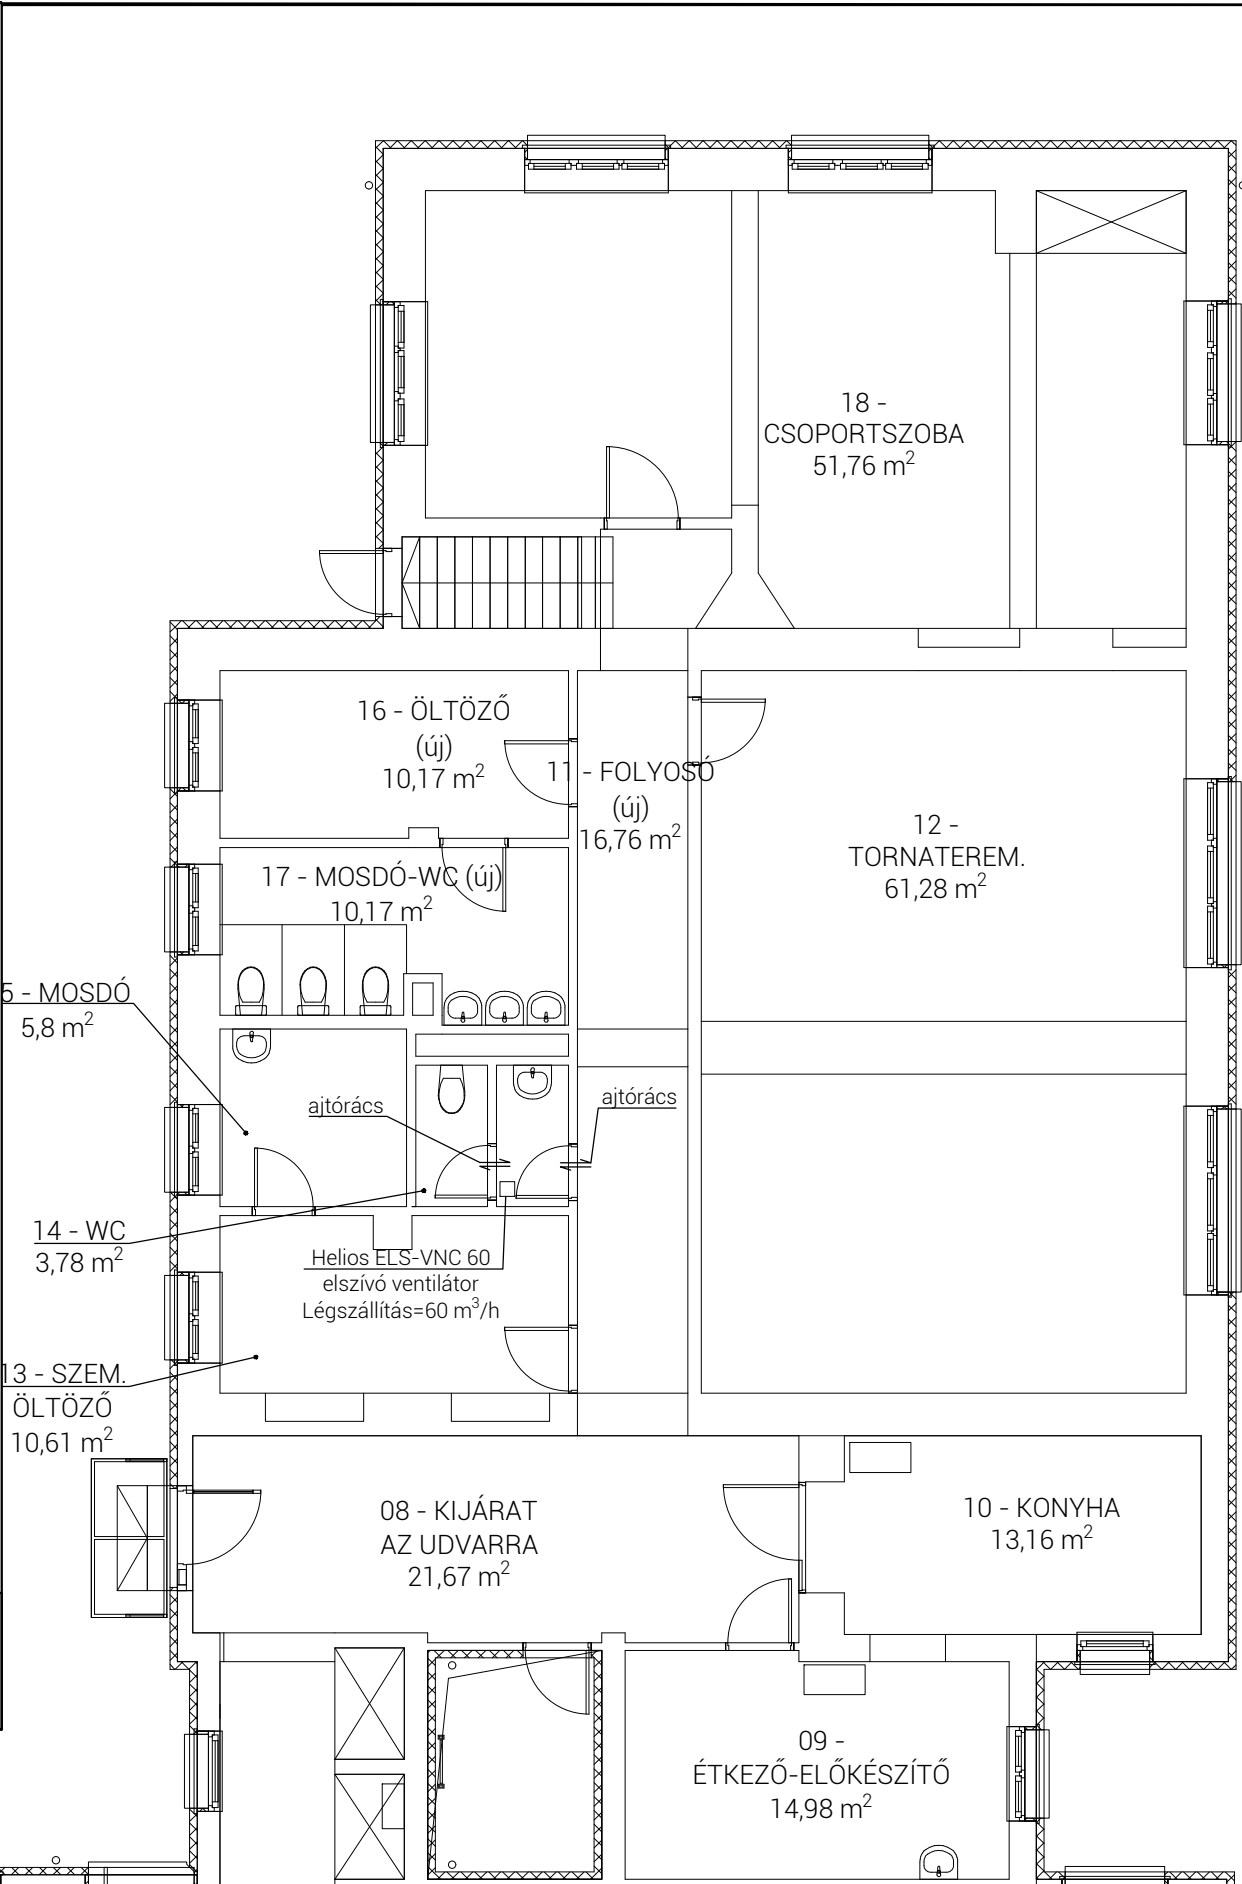 18 -
CSOPORTSZOBA
51,76 m²
16 - ÖLTÖZŐ
(új)
10,17 m²
11 - FOLYOSÓ
(új)
16,76 m²
12 -
TORNATEREM.
61,28 m²
17 - MOSDÓ-WC (új)
10,17 m²
5 - MOSDÓ
5,8 m²
ajtórács
ajtórács
14 - WC
3,78 m²
Helios ELS-VNC 60
elszívó ventilátor
Légszállítás=60 m³/h
13 - SZEM.
ÖLTÖZŐ
10,61 m²
08 - KIJÁRAT
AZ UDVARRA
21,67 m²
10 - KONYHA
13,16 m²
09 -
ÉTKEZŐ-ELŐKÉSZÍTŐ
14,98 m²